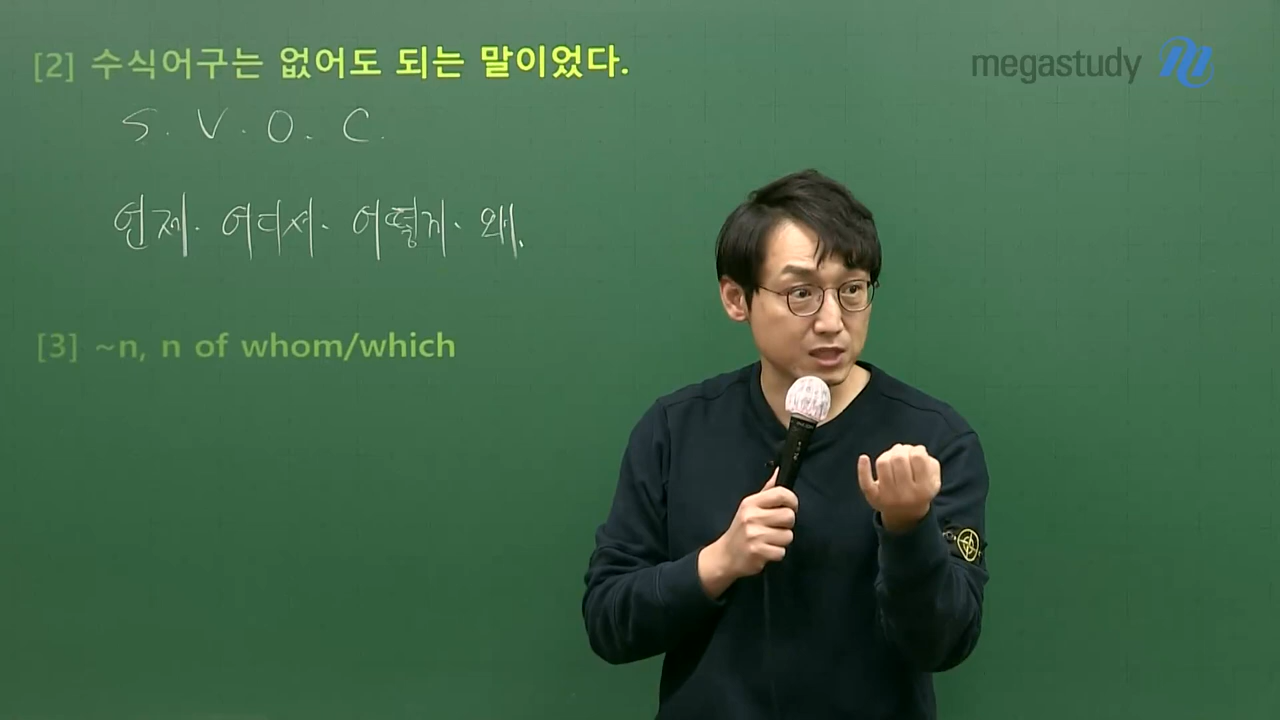 [2] 수식어구는 없어도 되는 말이었다.
megastudy
S. V. O. C.
언제. 어디서. 어떻게. 왜.
[3] ~n, n of whom/which